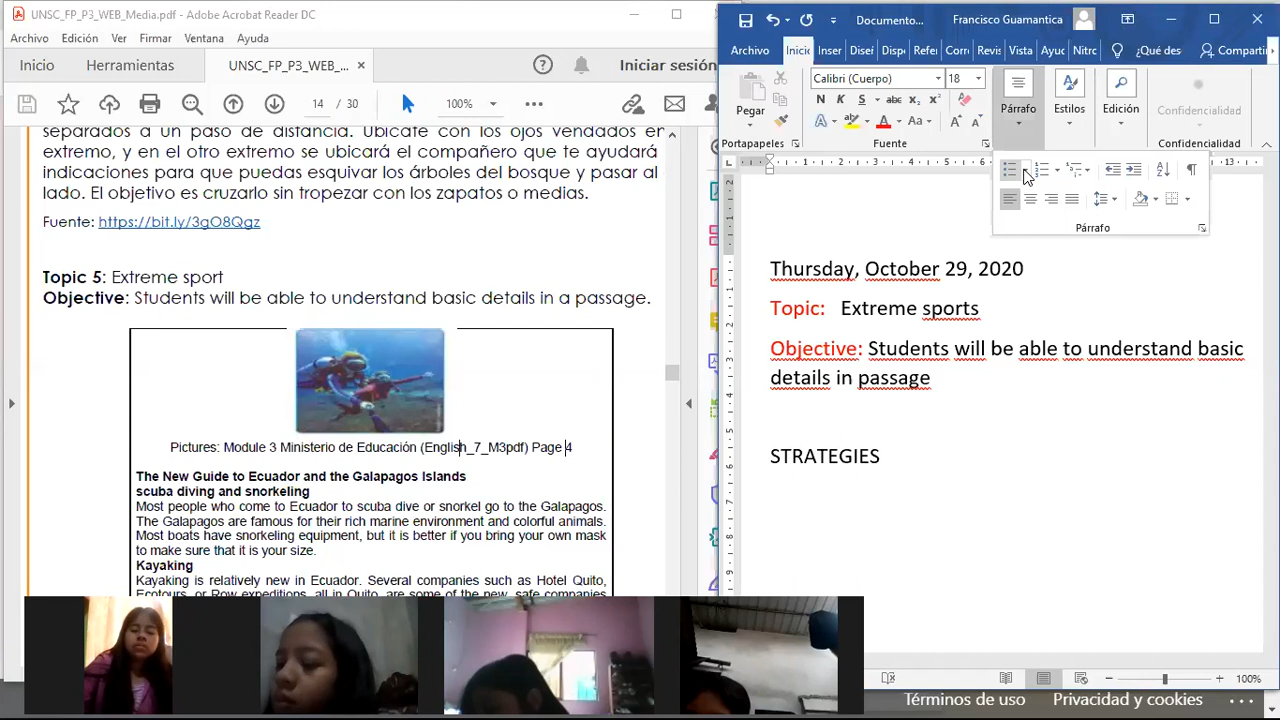 UNSC_FP_P3_WEB_Media.pdf - Adobe Acrobat Reader DC
Archivo Edición Ver Firmar Ventana Ayuda
Inicio Herramientas UNSC_FP_P3_WEB_... × Iniciar sesión
14 / 30 100%
separados a un paso de distancia. Ubícate con los ojos vendados en
extremo, y en el otro extremo se ubicará el compañero que te ayudará
indicaciones para que puedas esquivar los árboles del bosque y pasar al
lado. El objetivo es cruzarlo sin tropezar con los zapatos o medias.
Fuente: https://bit.ly/3gO8Qgz
Topic 5: Extreme sport
Objective: Students will be able to understand basic details in a passage.
Pictures: Module 3 Ministerio de Educación (English_7_M3pdf) Page 4
The New Guide to Ecuador and the Galapagos Islands
scuba diving and snorkeling
Most people who come to Ecuador to scuba dive or snorkel go to the Galapagos.
The Galapagos are famous for their rich marine environment and colorful animals.
Most boats have snorkeling equipment, but it is better if you bring your own mask
to make sure that it is your size.
Kayaking
Kayaking is relatively new in Ecuador. Several companies such as Hotel Quito,
Ecotours, or Row expeditions, all in Quito, are some of the new, safe companies
Documento... Francisco Guamantica
Archivo Inicio Inser Diseí Dispo Refer Corre Revis Vista Ayuc Nitro ¿Qué des Compartir
Pegar
Calibri (Cuerpo) 18
N K S abc x₂ x²
A A Aa A A
Párrafo Estilos Edición Confidencialidad
Portapapeles Fuente Confidencialidad
Párrafo
Thursday, October 29, 2020
Topic: Extreme sports
Objective: Students will be able to understand basic
details in passage
STRATEGIES
100%
Términos de uso Privacidad y cookies ...